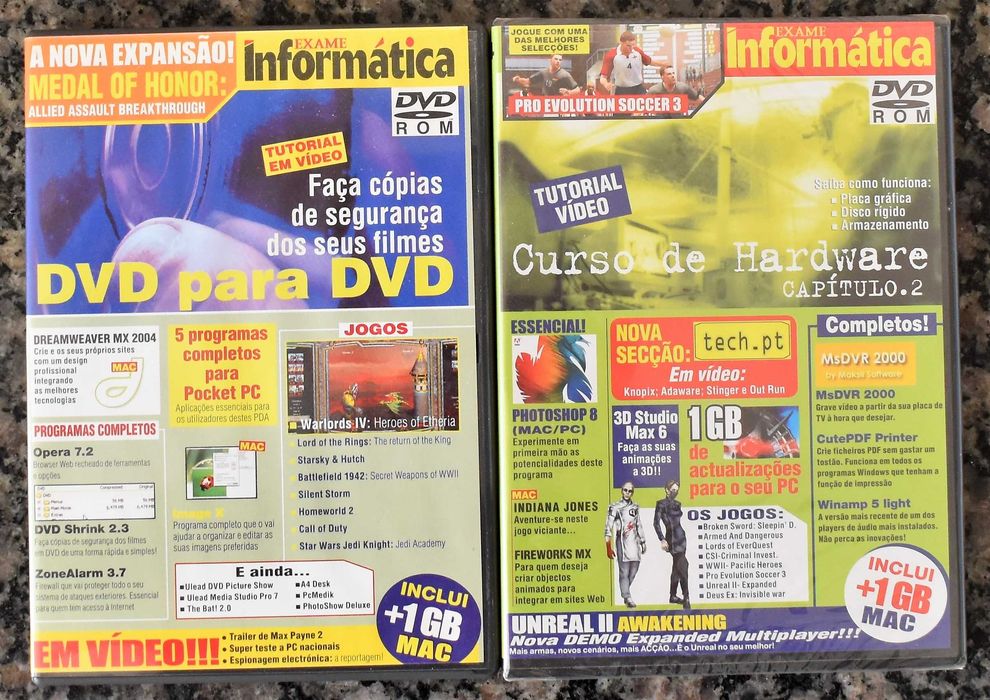 A NOVA EXPANSÃO!
MEDAL OF HONOR:
ALLIED ASSAULT BREAKTHROUGH
EXAME
Informática
DVD
ROM
TUTORIAL
EM VÍDEO
Faça cópias
de segurança
dos seus filmes
DVD para DVD
DREAMWEAVER MX 2004
Crie e os seus próprios sites
com um design
profissional
integrando
as melhores
tecnologias
MAC
5 programas
completos
para
Pocket PC
Aplicações essenciais para
os utilizadores destes PDA
JOGOS
Warlords IV: Heroes of Etheria
Lord of the Rings: The return of the King
Starsky & Hutch
Battlefield 1942: Secret Weapons of WWII
Silent Storm
Homeworld 2
Call of Duty
Star Wars Jedi Knight: Jedi Academy
PROGRAMAS COMPLETOS
Opera 7.2
Browser Web recheado de ferramentas
e opções
DVD Shrink 2.3
Faça cópias de segurança dos seus filmes
em DVD de uma forma rápida e simples!
ZoneAlarm 3.7
Firewall que vai proteger todo o seu
sistema de ataques exteriores. Essencial
para quem tem acesso à Internet
MAC
Image X
Programa completo que o vai
ajudar a organizar e editar as
suas imagens preferidas
E ainda...
Ulead DVD Picture Show
Ulead Media Studio Pro 7
The Bat! 2.0
A4 Desk
PcMedik
PhotoShow Deluxe
INCLUI
+1 GB
MAC
EM VÍDEO!!!
Trailer de Max Payne 2
Super teste a PC nacionais
Espionagem electrónica: a reportagem!
JOGUE COM UMA
DAS MELHORES
SELECÇÕES!
PRO EVOLUTION SOCCER 3
EXAME
Informática
DVD
ROM
TUTORIAL
VÍDEO
Saiba como funciona:
Placa gráfica
Disco rígido
Armazenamento
Curso de Hardware
CAPÍTULO.2
ESSENCIAL!
PHOTOSHOP 8
(MAC/PC)
Experimente em
primeira mão as
potencialidades deste
programa
MAC
INDIANA JONES
Aventure-se neste
jogo viciante...
FIREWORKS MX
Para quem deseja
criar objectos
animados para
integrar em sites Web
NOVA
SECÇÃO:
tech.pt
Em vídeo:
Knopix; Adaware; Stinger e Out Run
3D Studio
Max 6
Faça as suas
animações
a 3D!!
1GB
de
actualizações
para o seu PC
OS JOGOS:
Broken Sword: Sleepin' D.
Armed And Dangerous
Lords of EverQuest
CSI-Criminal Invest.
WWII- Pacific Heroes
Pro Evolution Soccer 3
Unreal II- Expanded
Deus Ex: Invisible war
Completos!
MsDVR 2000
by Maksil Software
MsDVR 2000
Grave vídeo a partir da sua placa de
TV à hora que desejar.
CutePDF Printer
Crie ficheiros PDF sem gastar um
tostão. Funciona em todos os
programas Windows que tenham a
função de impressão
Winamp 5 light
A versão mais recente de um dos
players de áudio mais instalados.
Não perca as inovações!
INCLUI
+1GB
MAC
UNREAL II AWAKENING
Nova DEMO Expanded Multiplayer!!!
Mais armas, novos cenários, mais ACÇÃO...É o Unreal no seu melhor!